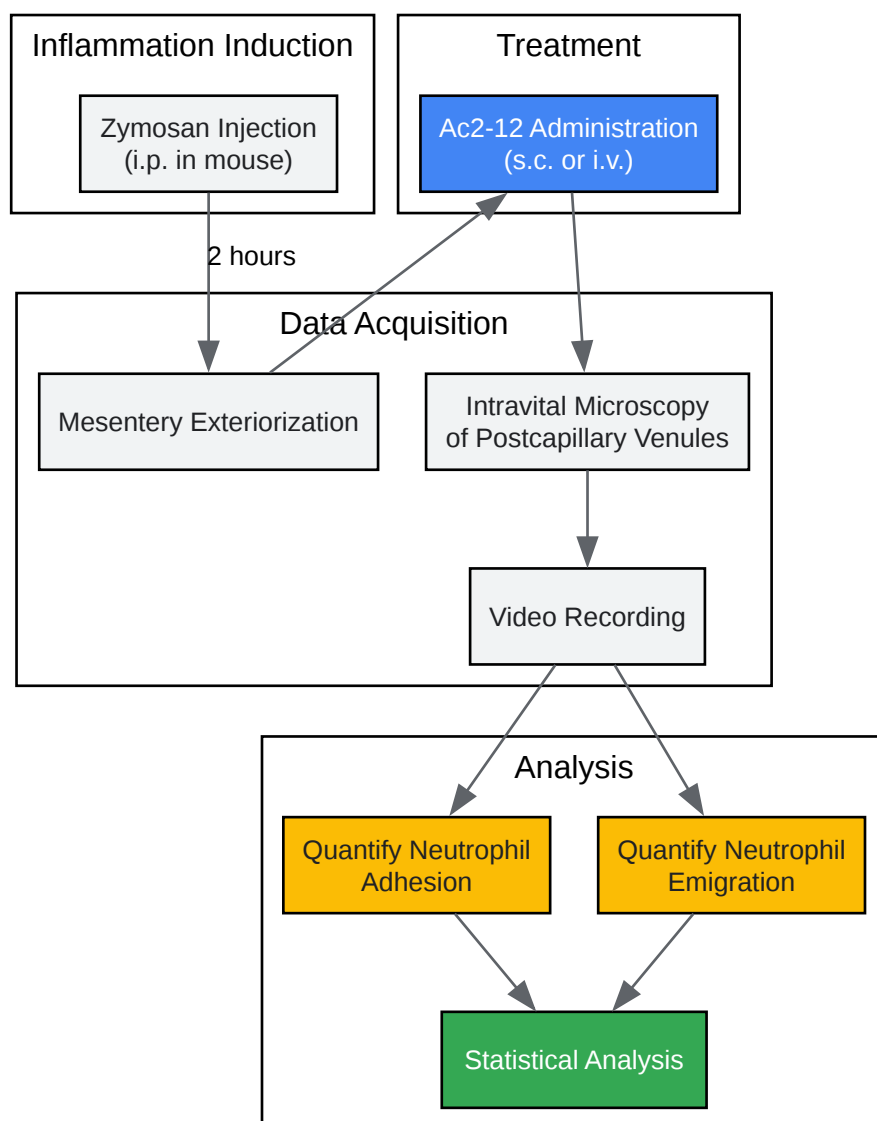 Inflammation Induction
Treatment
Zymosan Injection
(i.p. in mouse)
Ac2-12 Administration
(s.c. or i.v.)
2 hours
Data Acquisition
Mesentery Exteriorization
Intravital Microscopy
of Postcapillary Venules
Video Recording
Analysis
Quantify Neutrophil
Adhesion
Quantify Neutrophil
Emigration
Statistical Analysis